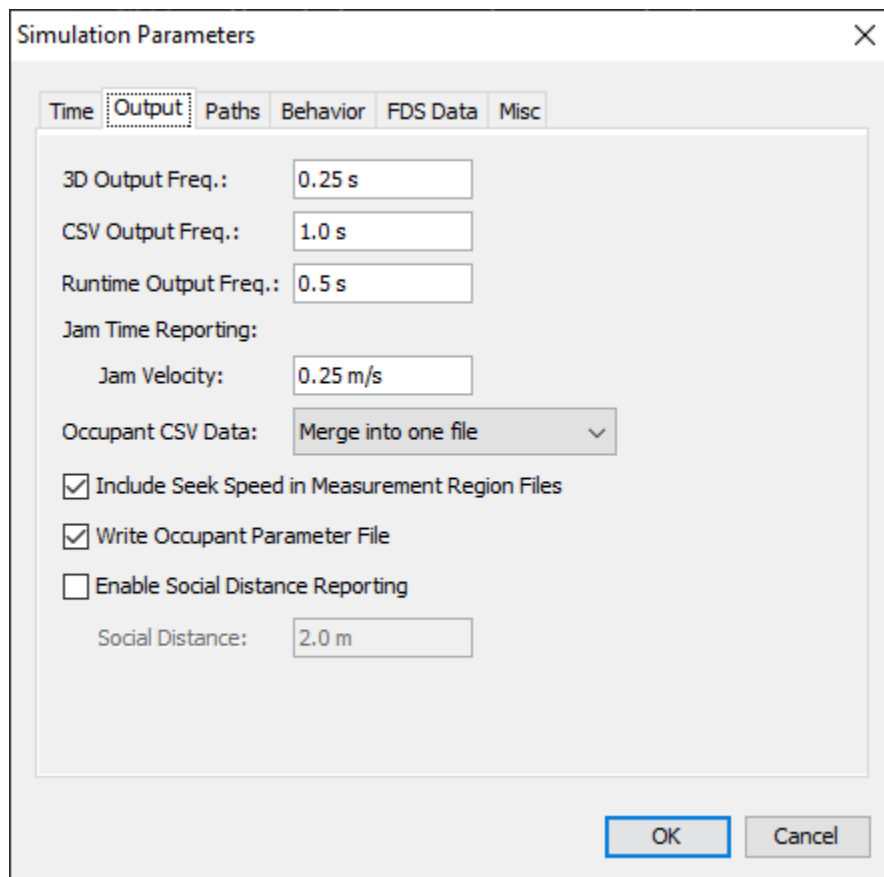 Simulation Parameters
Time Output Paths Behavior FDS Data Misc
3D Output Freq.: 0.25 s
CSV Output Freq.: 1.0 s
Runtime Output Freq.: 0.5 s
Jam Time Reporting:
Jam Velocity: 0.25 m/s
Occupant CSV Data: Merge into one file
Include Seek Speed in Measurement Region Files
Write Occupant Parameter File
Enable Social Distance Reporting
Social Distance: 2.0 m
OK Cancel